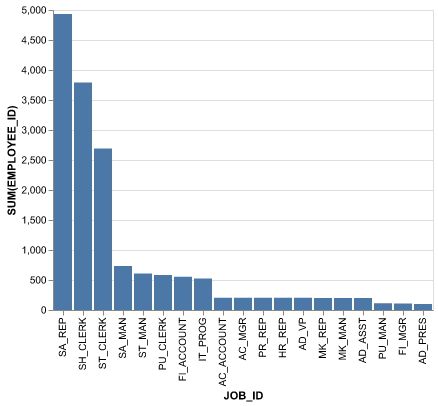 5,000
4,500
4,000
3,500
3,000
2,500
2,000
1,500
1,000
500
0
SUM(EMPLOYEE_ID)
SA_REP
SH_CLERK
ST_CLERK
SA_MAN
ST_MAN
PU_CLERK
FI_ACCOUNT
IT_PROG
AC_ACCOUNT
AC_MGR
PR_REP
HR_REP
AD_VP
MK_REP
MK_MAN
AD_ASST
PU_MAN
FI_MGR
AD_PRES
JOB_ID